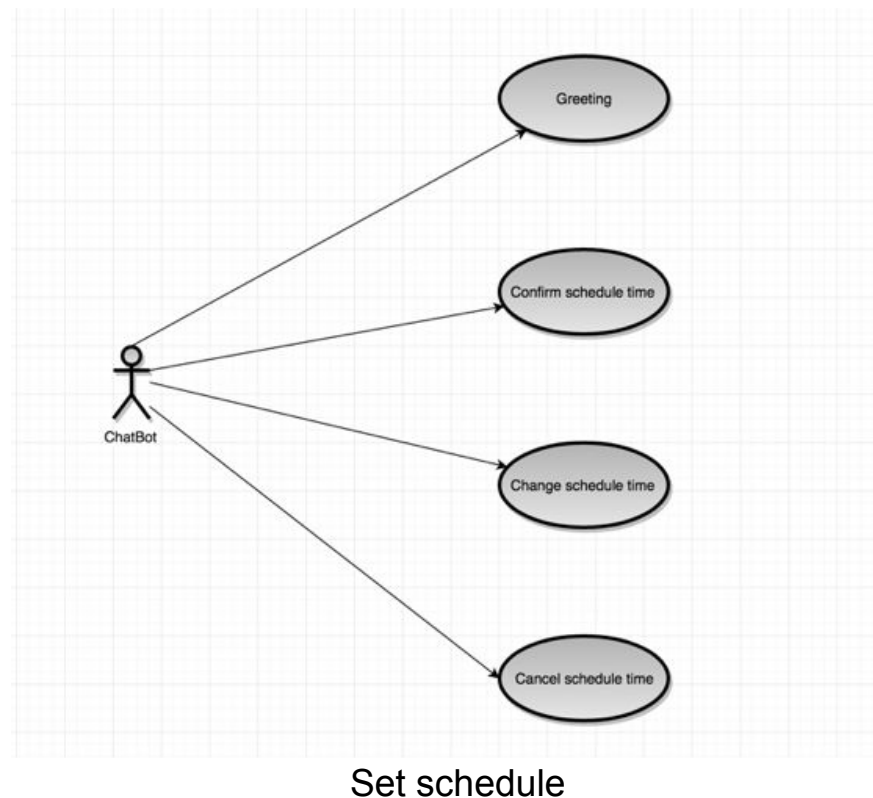 Greeting
Confirm schedule time
ChatBot
Change schedule time
Cancel schedule time
Set schedule